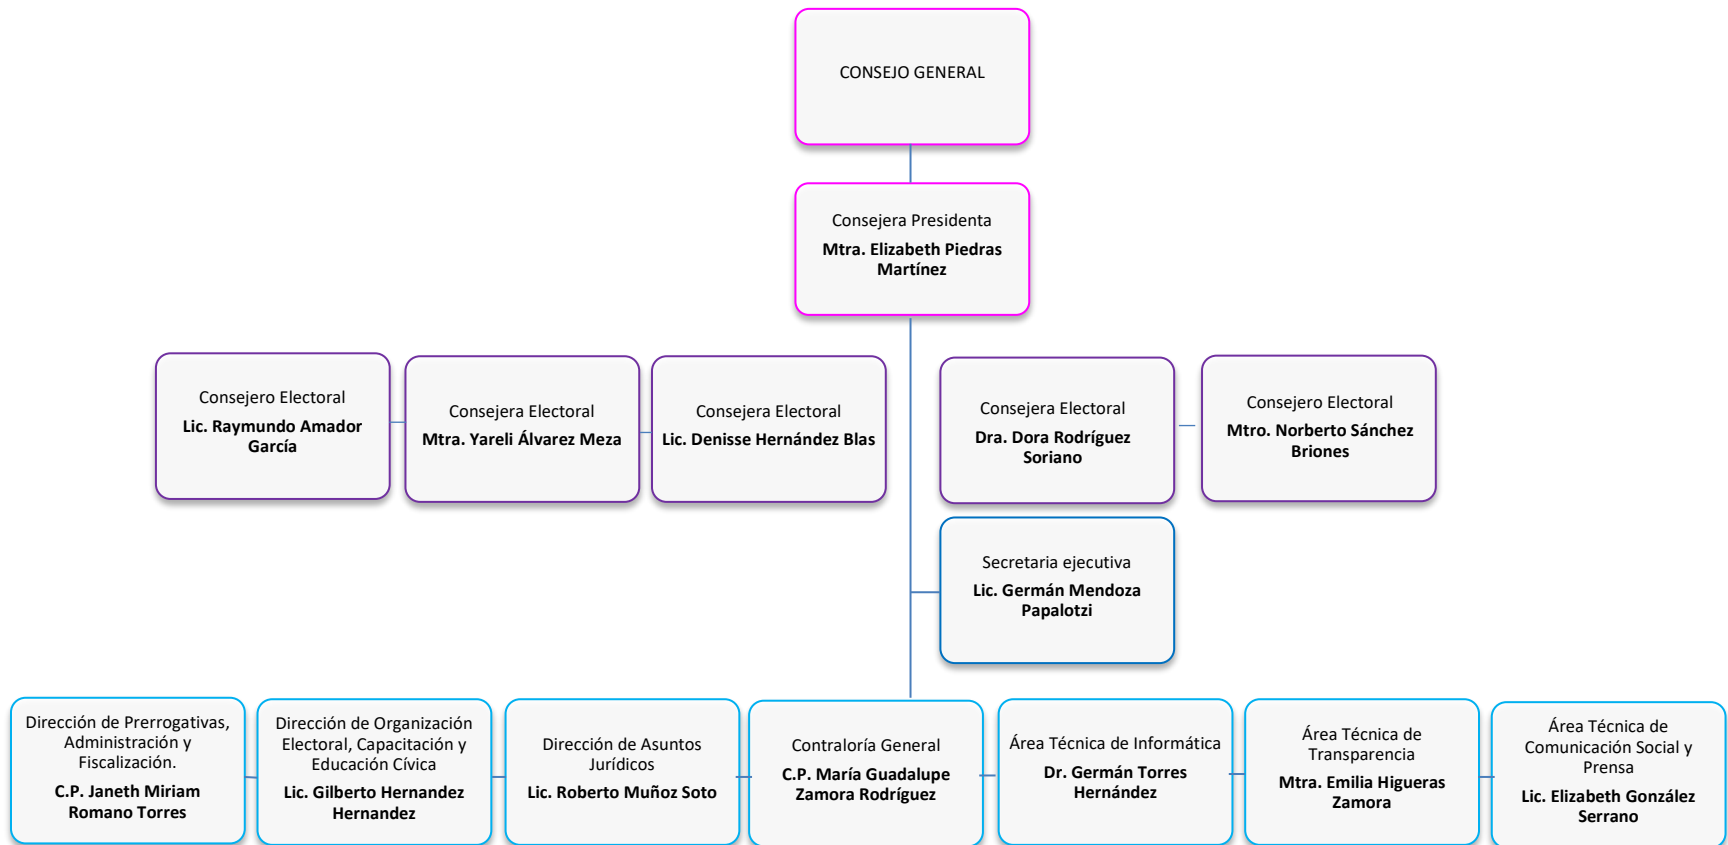 CONSEJO GENERAL
Consejera Presidenta
Mtra. Elizabeth Piedras
Martínez
Consejero Electoral
Lic. Raymundo Amador
García
Consejera Electoral
Mtra. Yareli Álvarez Meza
Consejera Electoral
Lic. Denisse Hernández Blas
Consejera Electoral
Dra. Dora Rodríguez
Soriano
Consejero Electoral
Mtro. Norberto Sánchez
Briones
Secretaria ejecutiva
Lic. Germán Mendoza
Papalotzi
Dirección de Prerrogativas,
Administración y
Fiscalización.
C.P. Janeth Miriam
Romano Torres
Dirección de Organización
Electoral, Capacitación y
Educación Cívica
Lic. Gilberto Hernandez
Hernandez
Dirección de Asuntos
Jurídicos
Lic. Roberto Muñoz Soto
Contraloría General
C.P. María Guadalupe
Zamora Rodríguez
Área Técnica de Informática
Dr. Germán Torres
Hernández
Área Técnica de
Transparencia
Mtra. Emilia Higueras
Zamora
Área Técnica de
Comunicación Social y
Prensa
Lic. Elizabeth González
Serrano